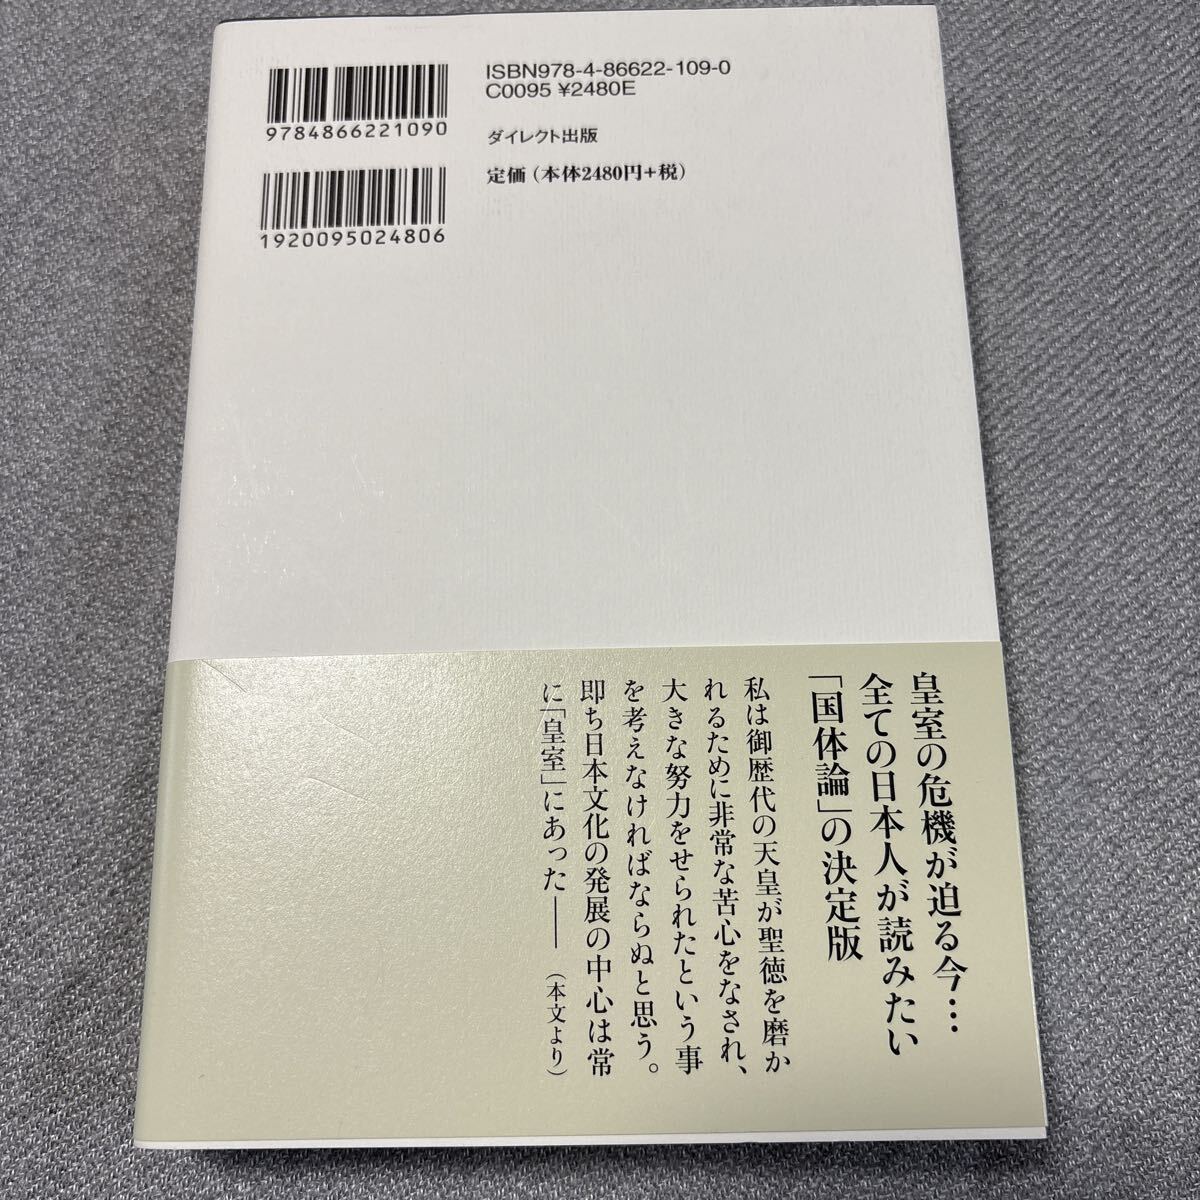 ISBN978-4-86622-109-0
C0095 ¥2480E
9784866221090
ダイレクト出版
定価（本体2480円+税）
1920095024806
皇室の危機が迫る今…
全ての日本人が読みたい
「国体論」の決定版
私は御歴代の天皇が聖徳を磨か
れるために非常な苦心をなされ、
大きな努力をせられたという事
を考えなければならぬと思う。
即ち日本文化の発展の中心は常
に「皇室」にあった――（本文より）